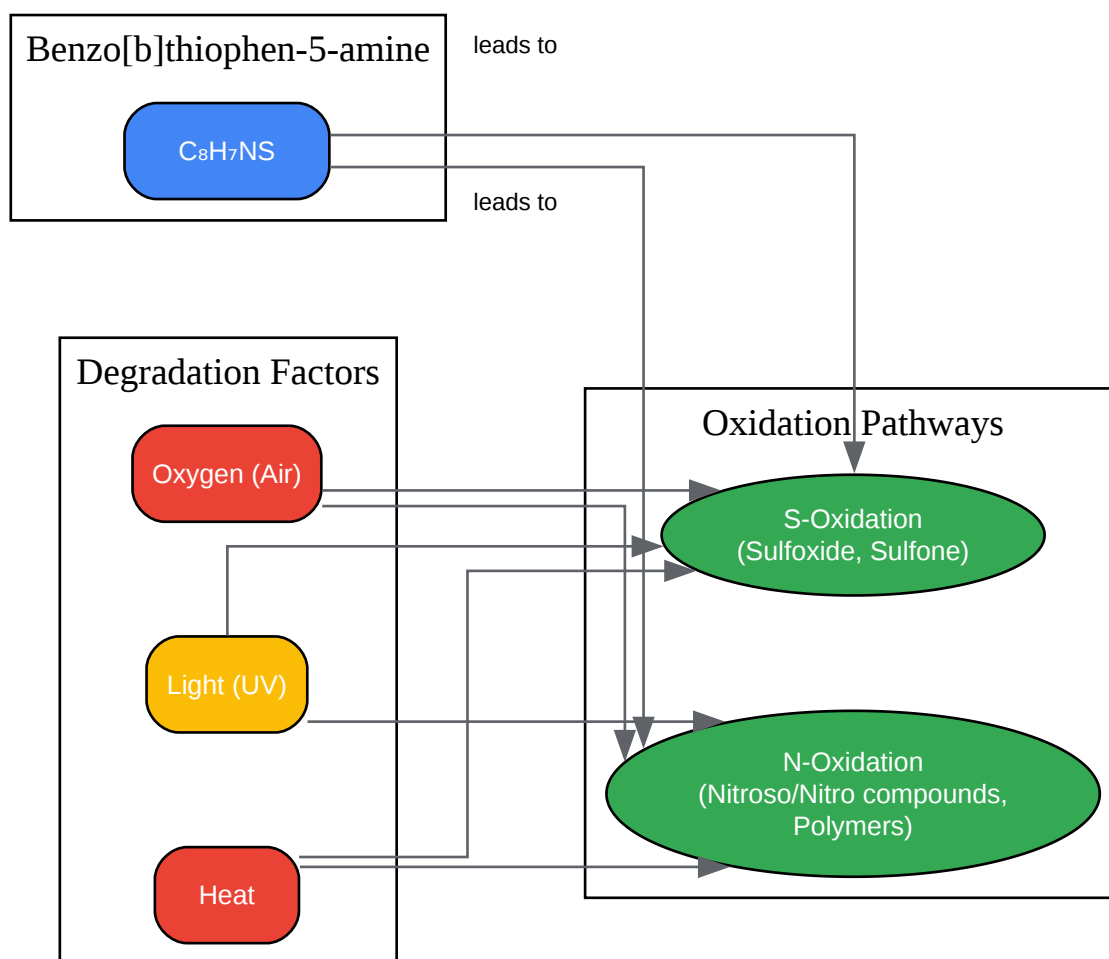 Benzo[b]thiophen-5-amine
leads to
C₈H₇NS
leads to
Degradation Factors
Oxygen (Air)
Light (UV)
Heat
Oxidation Pathways
S-Oxidation
(Sulfoxide, Sulfone)
N-Oxidation
(Nitroso/Nitro compounds,
Polymers)